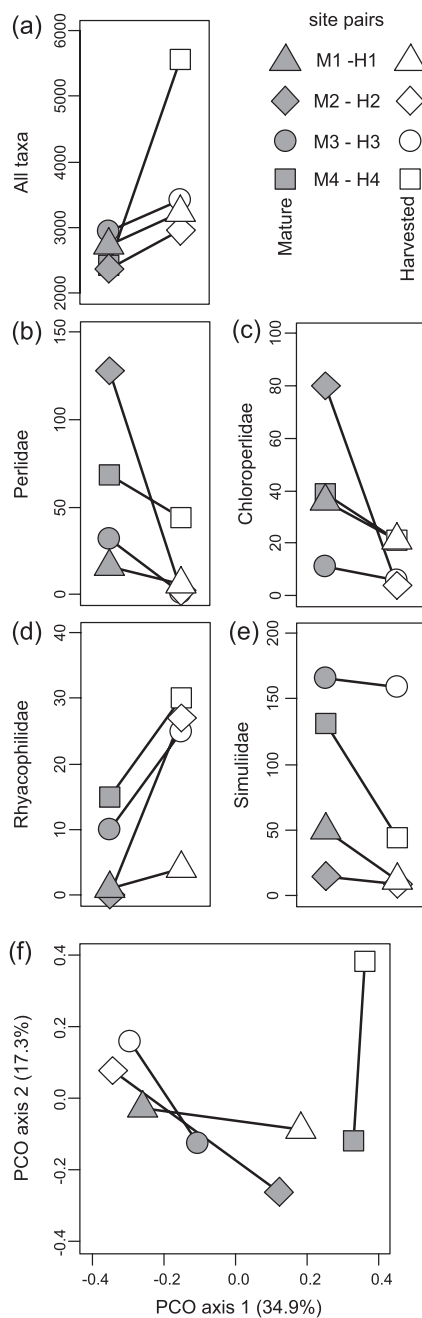 (a)
6000
5000
4000
3000
2000
All taxa
site pairs
M1 -H1
M2 - H2
M3 - H3
M4 - H4
Mature
Harvested
(b)
150
100
50
0
Perlidae
(c)
100
80
60
40
20
0
Chloroperlidae
(d)
40
30
20
10
0
Rhyacophilidae
(e)
200
150
100
50
0
Simuliidae
(f)
0.4
0.2
0.0
-0.2
-0.4
PCO axis 2 (17.3%)
-0.4 -0.2 0.0 0.2 0.4
PCO axis 1 (34.9%)